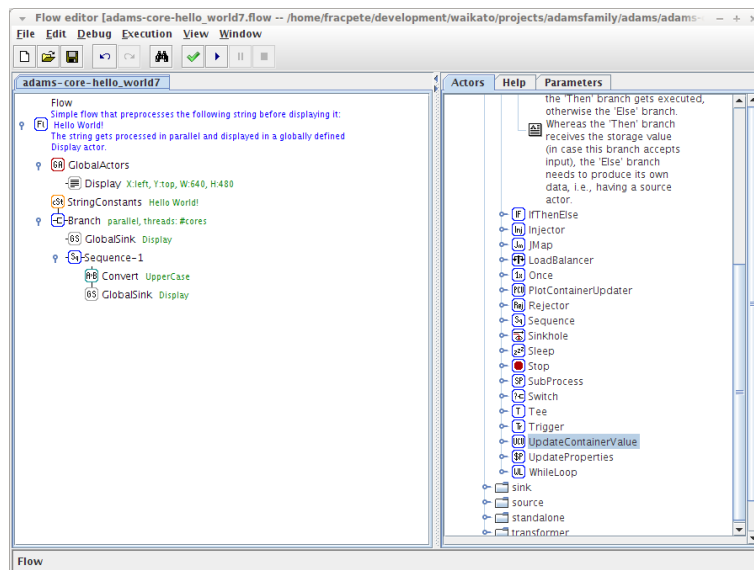 Flow editor [adams-core-hello_world7.flow -- /home/fracpete/development/waikato/projects/adamsfamily/adams/adams-
File Edit Debug Execution View Window
adams-core-hello_world7
Flow
Simple flow that preprocesses the following string before displaying it:
Hello World!
The string gets processed in parallel and displayed in a globally defined
Display actor.
GlobalActors
Display X:left, Y:top, W:640, H:480
StringConstants Hello World!
Branch parallel, threads: #cores
GlobalSink Display
Sequence-1
Convert UpperCase
GlobalSink Display
Actors Help Parameters
the 'Then' branch gets executed,
otherwise the 'Else' branch.
Whereas the 'Then' branch
receives the storage value
(in case this branch accepts
input), the 'Else' branch
needs to produce its own
data, i.e., having a source
actor.
IfThenElse
Injector
JMap
LoadBalancer
Once
PlotContainerUpdater
Rejector
Sequence
Sinkhole
Sleep
Stop
SubProcess
Switch
Tee
Trigger
UpdateContainerValue
UpdateProperties
WhileLoop
sink
source
standalone
transformer
Flow